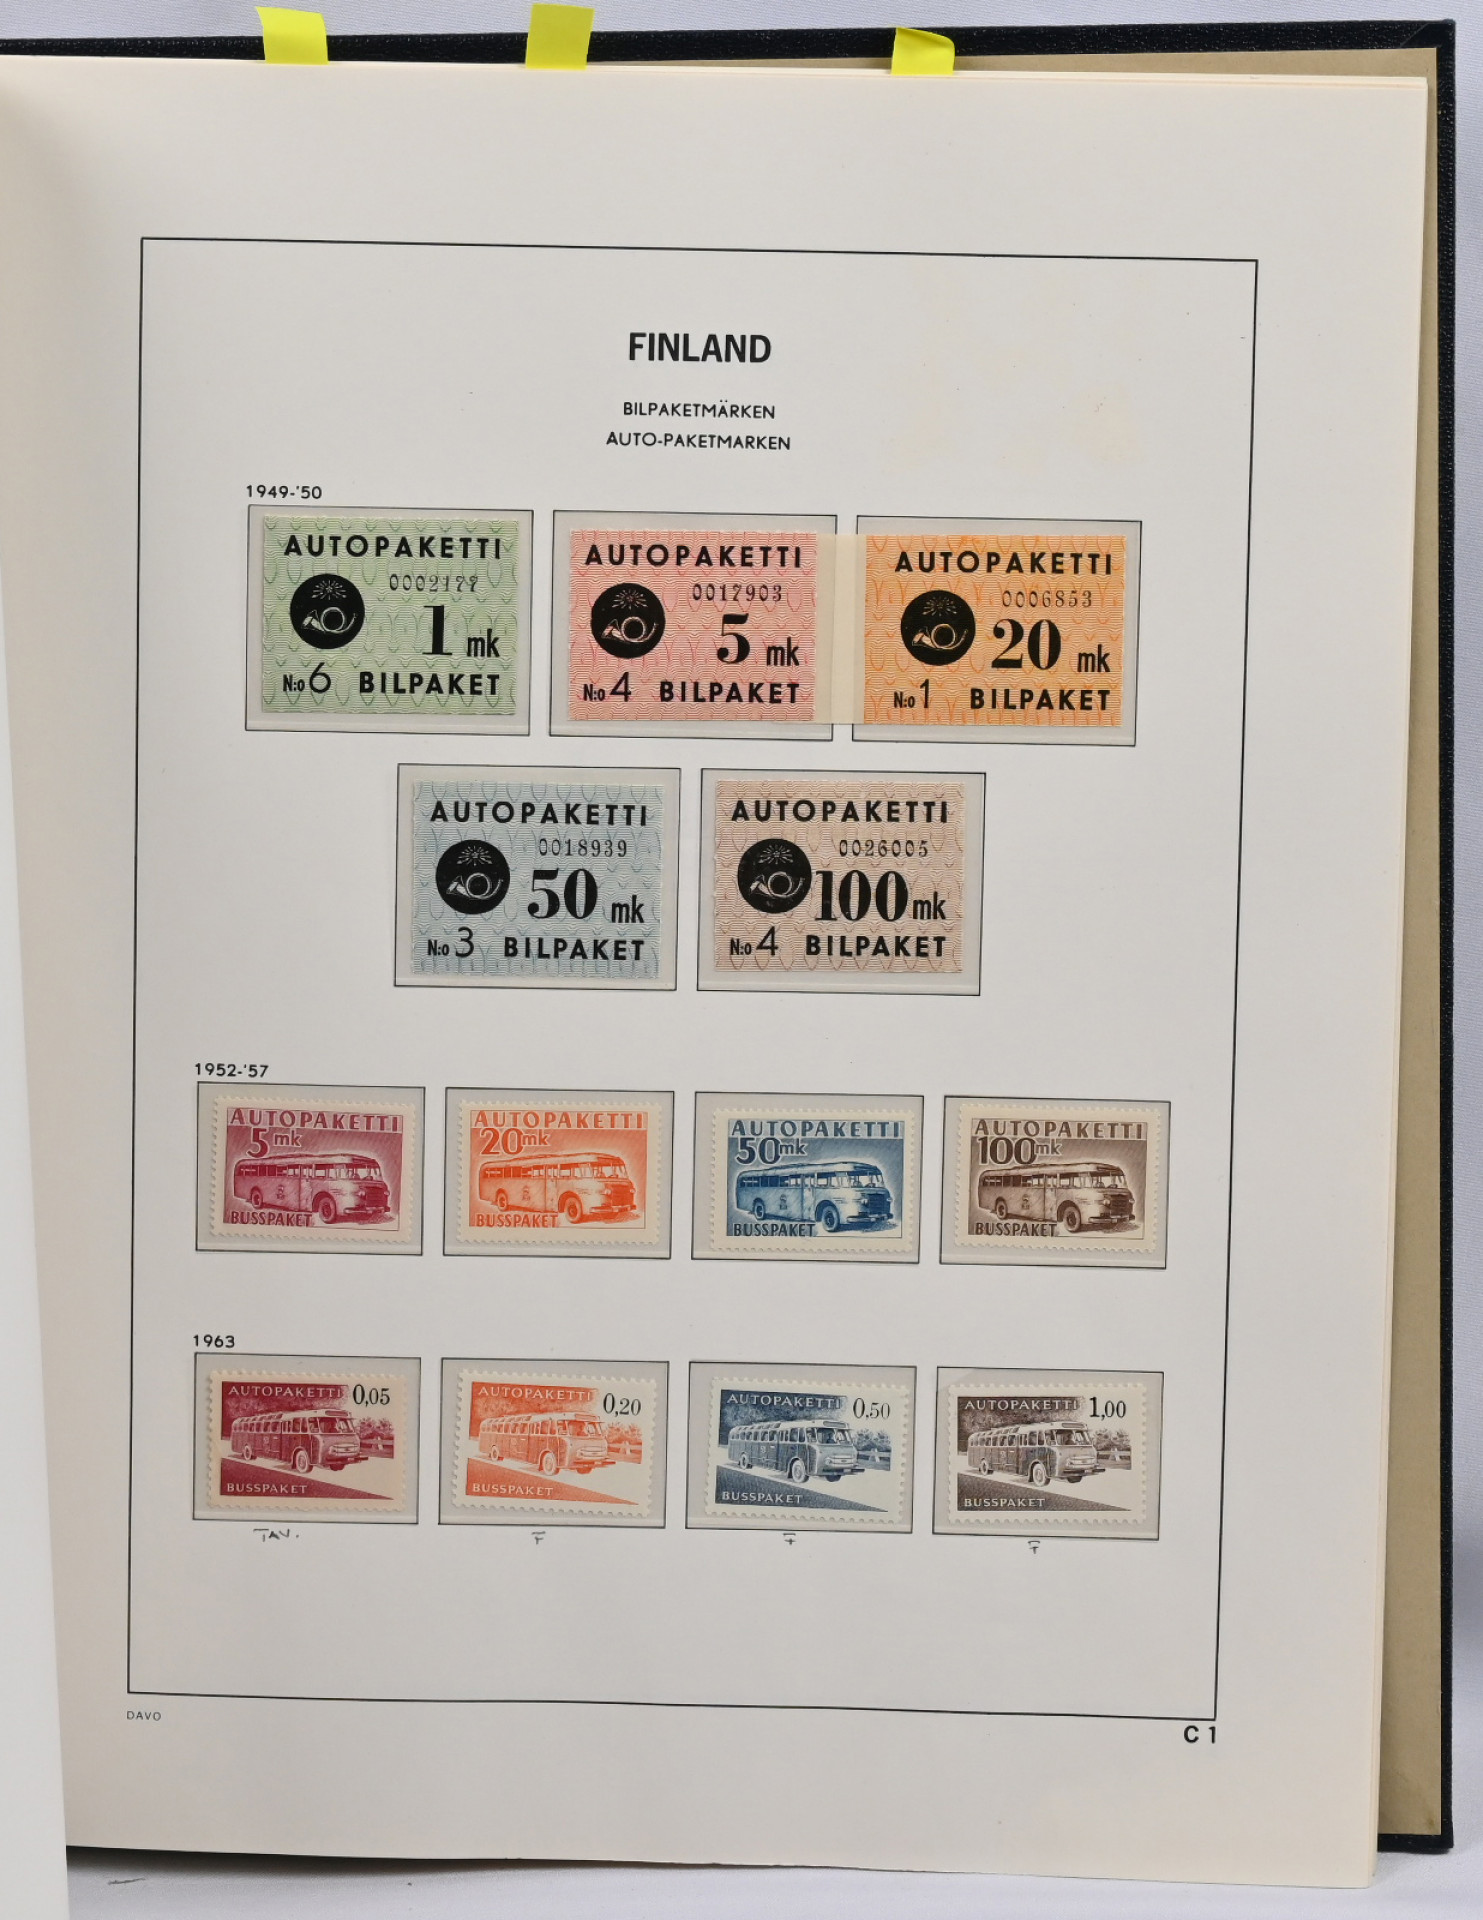 FINLAND
BILPAKETMÄRKEN
AUTO-PAKETMARKEN
1949-'50
AUTOPAKETTI
0002177
1 mk
N:o 6 BILPAKET
AUTOPAKETTI
0017903
5 mk
N:o 4 BILPAKET
AUTOPAKETTI
0006853
20 mk
N:o 1 BILPAKET
AUTOPAKETTI
0018939
50 mk
N:o 3 BILPAKET
AUTOPAKETTI
0026005
100 mk
N:o 4 BILPAKET
1952-'57
AUTOPAKETTI
5 mk
BUSSPAKET
AUTOPAKETTI
20 mk
BUSSPAKET
AUTOPAKETTI
50 mk
BUSSPAKET
AUTOPAKETTI
100 mk
BUSSPAKET
1963
AUTOPAKETTI 0,05
BUSSPAKET
AUTOPAKETTI 0,20
BUSSPAKET
AUTOPAKETTI 0,50
BUSSPAKET
AUTOPAKETTI 1,00
BUSSPAKET
TAV. F F F
DAVO
C 1